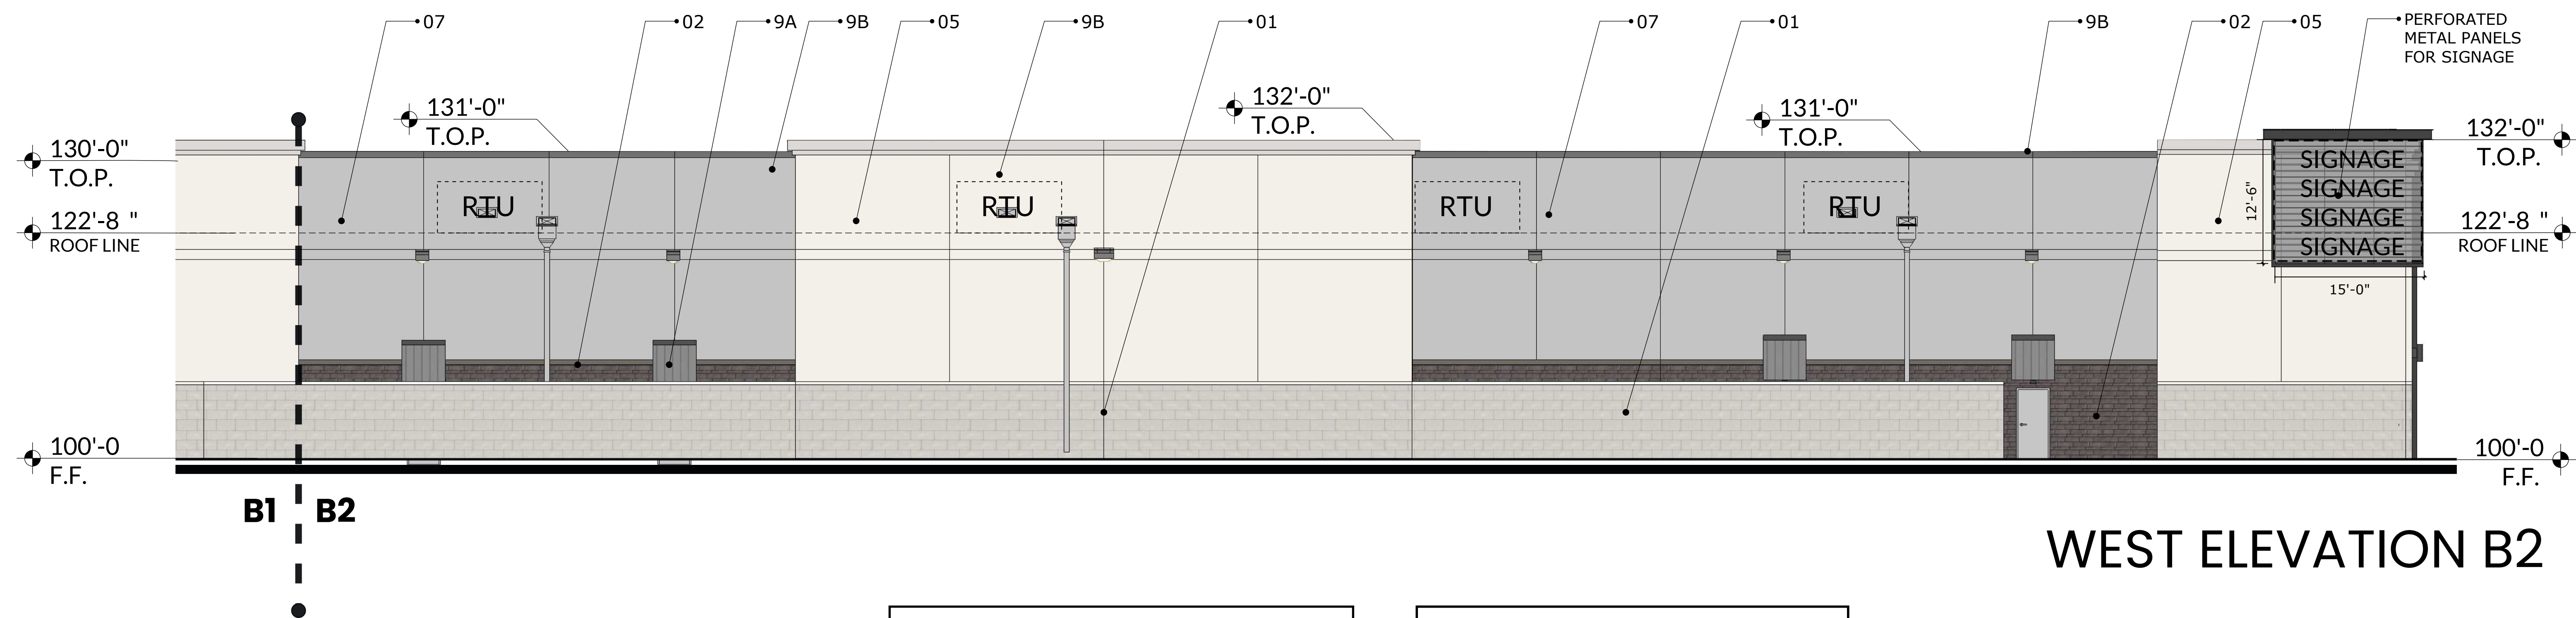 07
02
9A
9B
05
9B
01
07
01
9B
02
05
PERFORATED
METAL PANELS
FOR SIGNAGE
131'-0"
T.O.P.
132'-0"
T.O.P.
131'-0"
T.O.P.
130'-0"
T.O.P.
132'-0"
T.O.P.
122'-8 "
ROOF LINE
122'-8 "
ROOF LINE
RTU
RTU
RTU
RTU
SIGNAGE
SIGNAGE
SIGNAGE
SIGNAGE
12'-6"
15'-0"
100'-0
F.F.
100'-0
F.F.
B1
B2
WEST ELEVATION B2